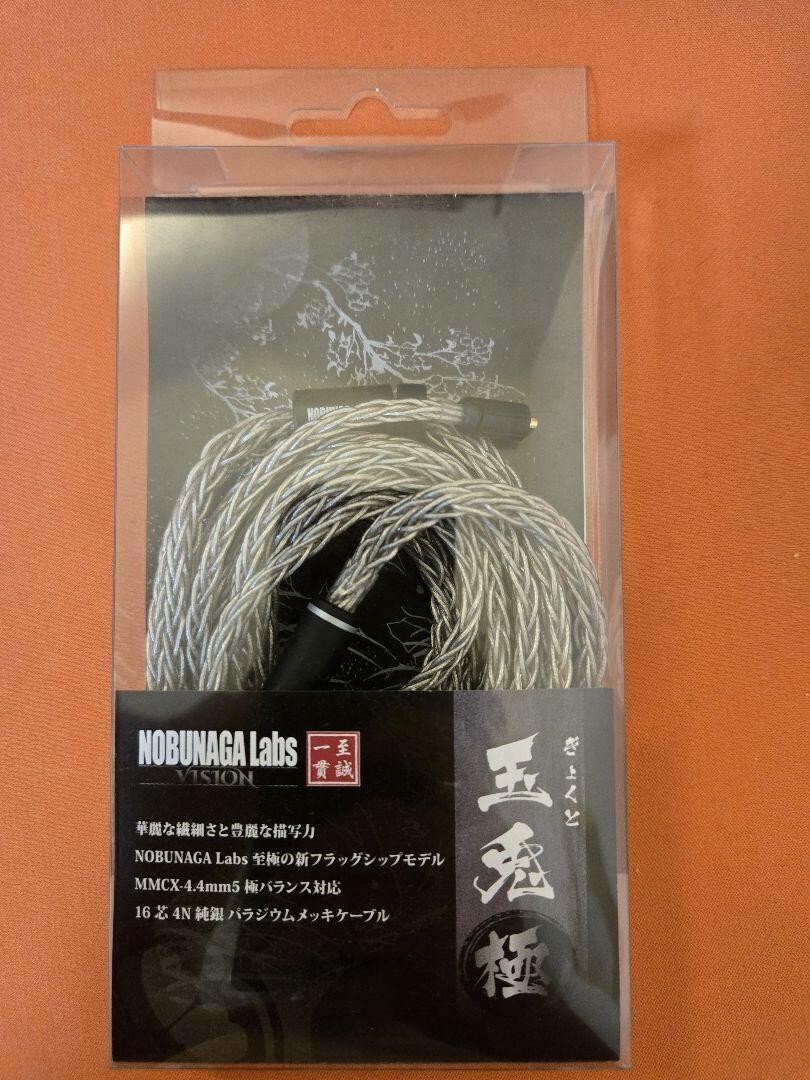 NOBUNAGA
NOBUNAGA Labs
VISION
至誠
一貫
ぎょくと
玉兎
極
華麗な繊細さと豊麗な描写力
NOBUNAGA Labs 至極の新フラッグシップモデル
MMCX-4.4mm5 極バランス対応
16 芯 4N 純銀 パラジウムメッキケーブル